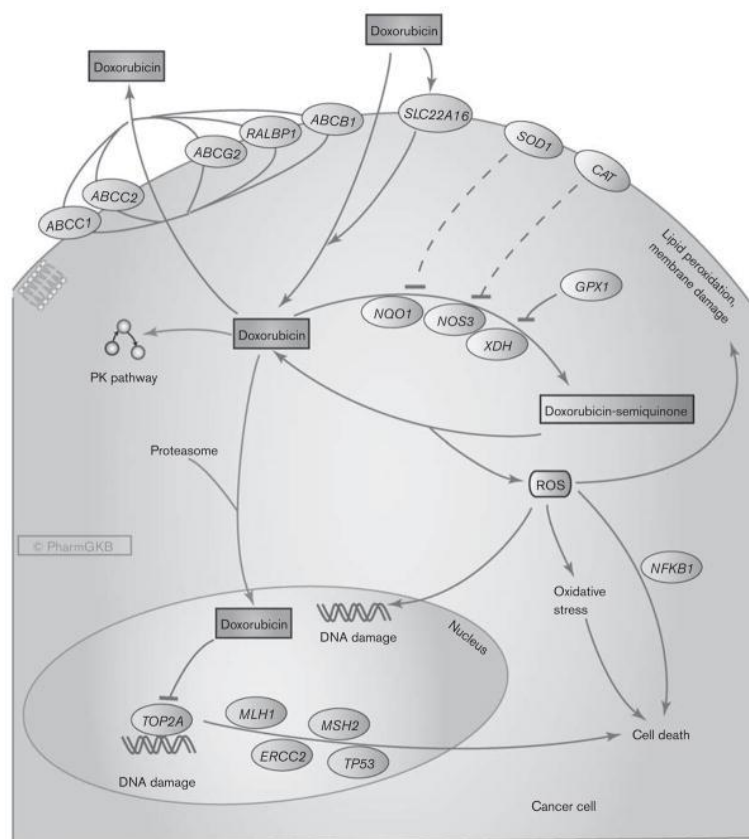 Doxorubicin
Doxorubicin
SLC22A16
ABCB1
RALBP1
ABCG2
ABCC2
ABCC1
SOD1
CAT
Lipid peroxidation,
membrane damage
GPX1
NQO1
NOS3
XDH
Doxorubicin
PK pathway
Doxorubicin-semiquinone
Proteasome
ROS
© PharmGKB
NFKB1
Oxidative
stress
Doxorubicin
DNA damage
Nucleus
TOP2A
MLH1
MSH2
ERCC2
TP53
DNA damage
Cell death
Cancer cell